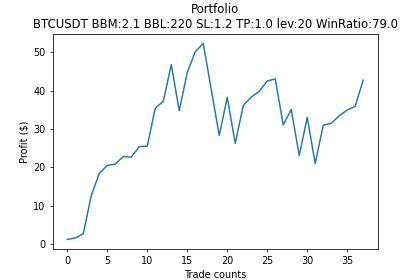 Portfolio
BTCUSDT BBM:2.1 BBL:220 SL:1.2 TP:1.0 lev:20 WinRatio:79.0
50
40
30
20
10
0
Profit ($)
0 5 10 15 20 25 30 35
Trade counts